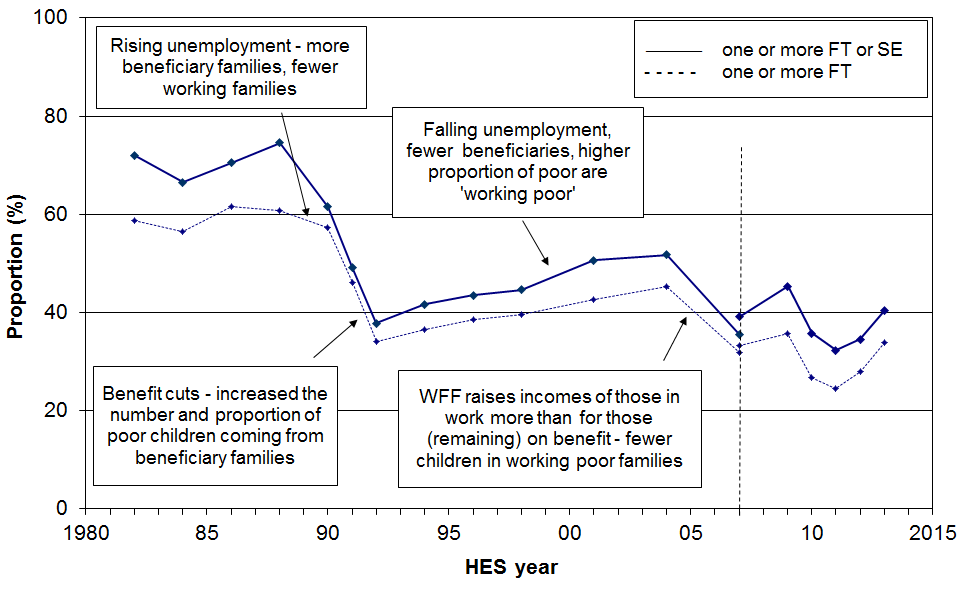 100
80
60
40
20
0
Proportion (%)
Rising unemployment - more
beneficiary families, fewer
working families
one or more FT or SE
one or more FT
Falling unemployment,
fewer beneficiaries, higher
proportion of poor are
'working poor'
Benefit cuts - increased the
number and proportion of
poor children coming from
beneficiary families
WFF raises incomes of those in
work more than for those
(remaining) on benefit - fewer
children in working poor families
1980 85 90 95 00 05 10 2015
HES year